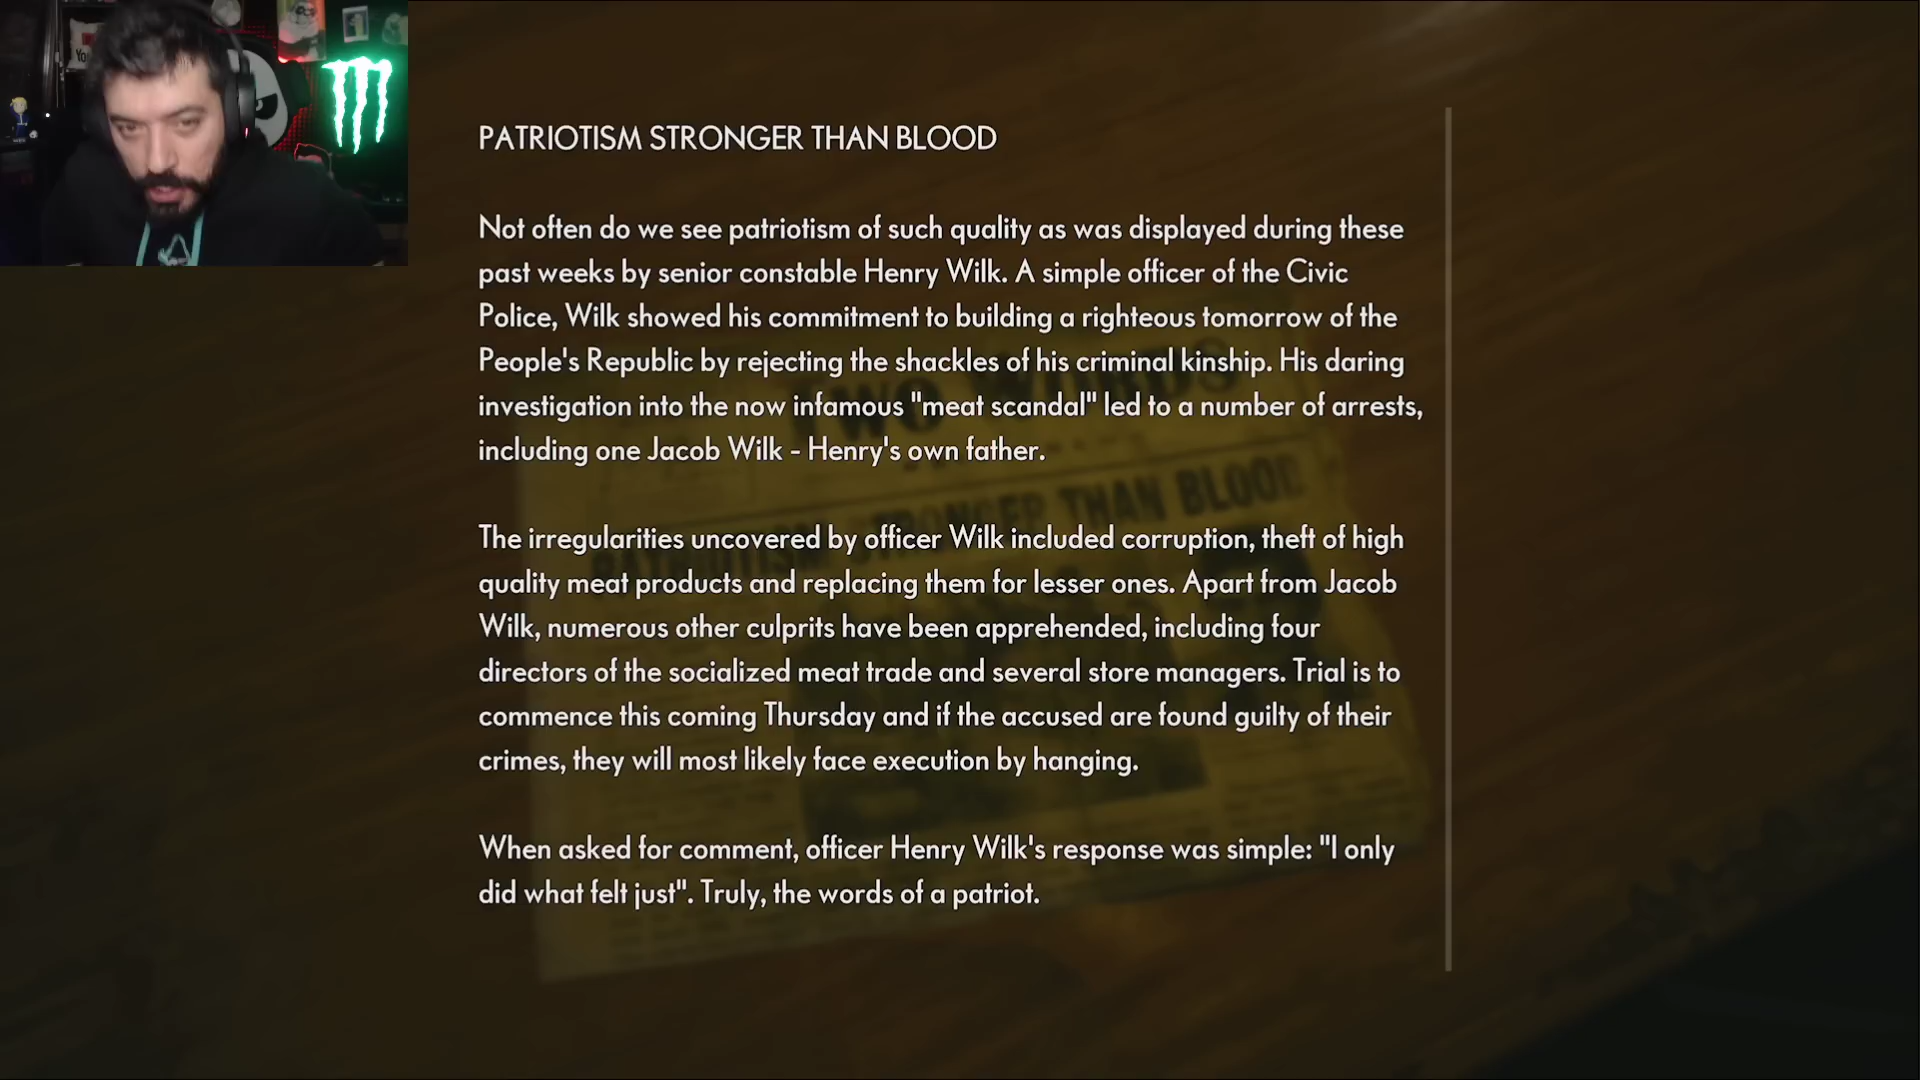 PATRIOTISM STRONGER THAN BLOOD
Not often do we see patriotism of such quality as was displayed during these
past weeks by senior constable Henry Wilk. A simple officer of the Civic
Police, Wilk showed his commitment to building a righteous tomorrow of the
People's Republic by rejecting the shackles of his criminal kinship. His daring
investigation into the now infamous "meat scandal" led to a number of arrests,
including one Jacob Wilk - Henry's own father.
The irregularities uncovered by officer Wilk included corruption, theft of high
quality meat products and replacing them for lesser ones. Apart from Jacob
Wilk, numerous other culprits have been apprehended, including four
directors of the socialized meat trade and several store managers. Trial is to
commence this coming Thursday and if the accused are found guilty of their
crimes, they will most likely face execution by hanging.
When asked for comment, officer Henry Wilk's response was simple: "I only
did what felt just". Truly, the words of a patriot.
TWO WORDS
PATRIOTISM STRONGER THAN BLOOD